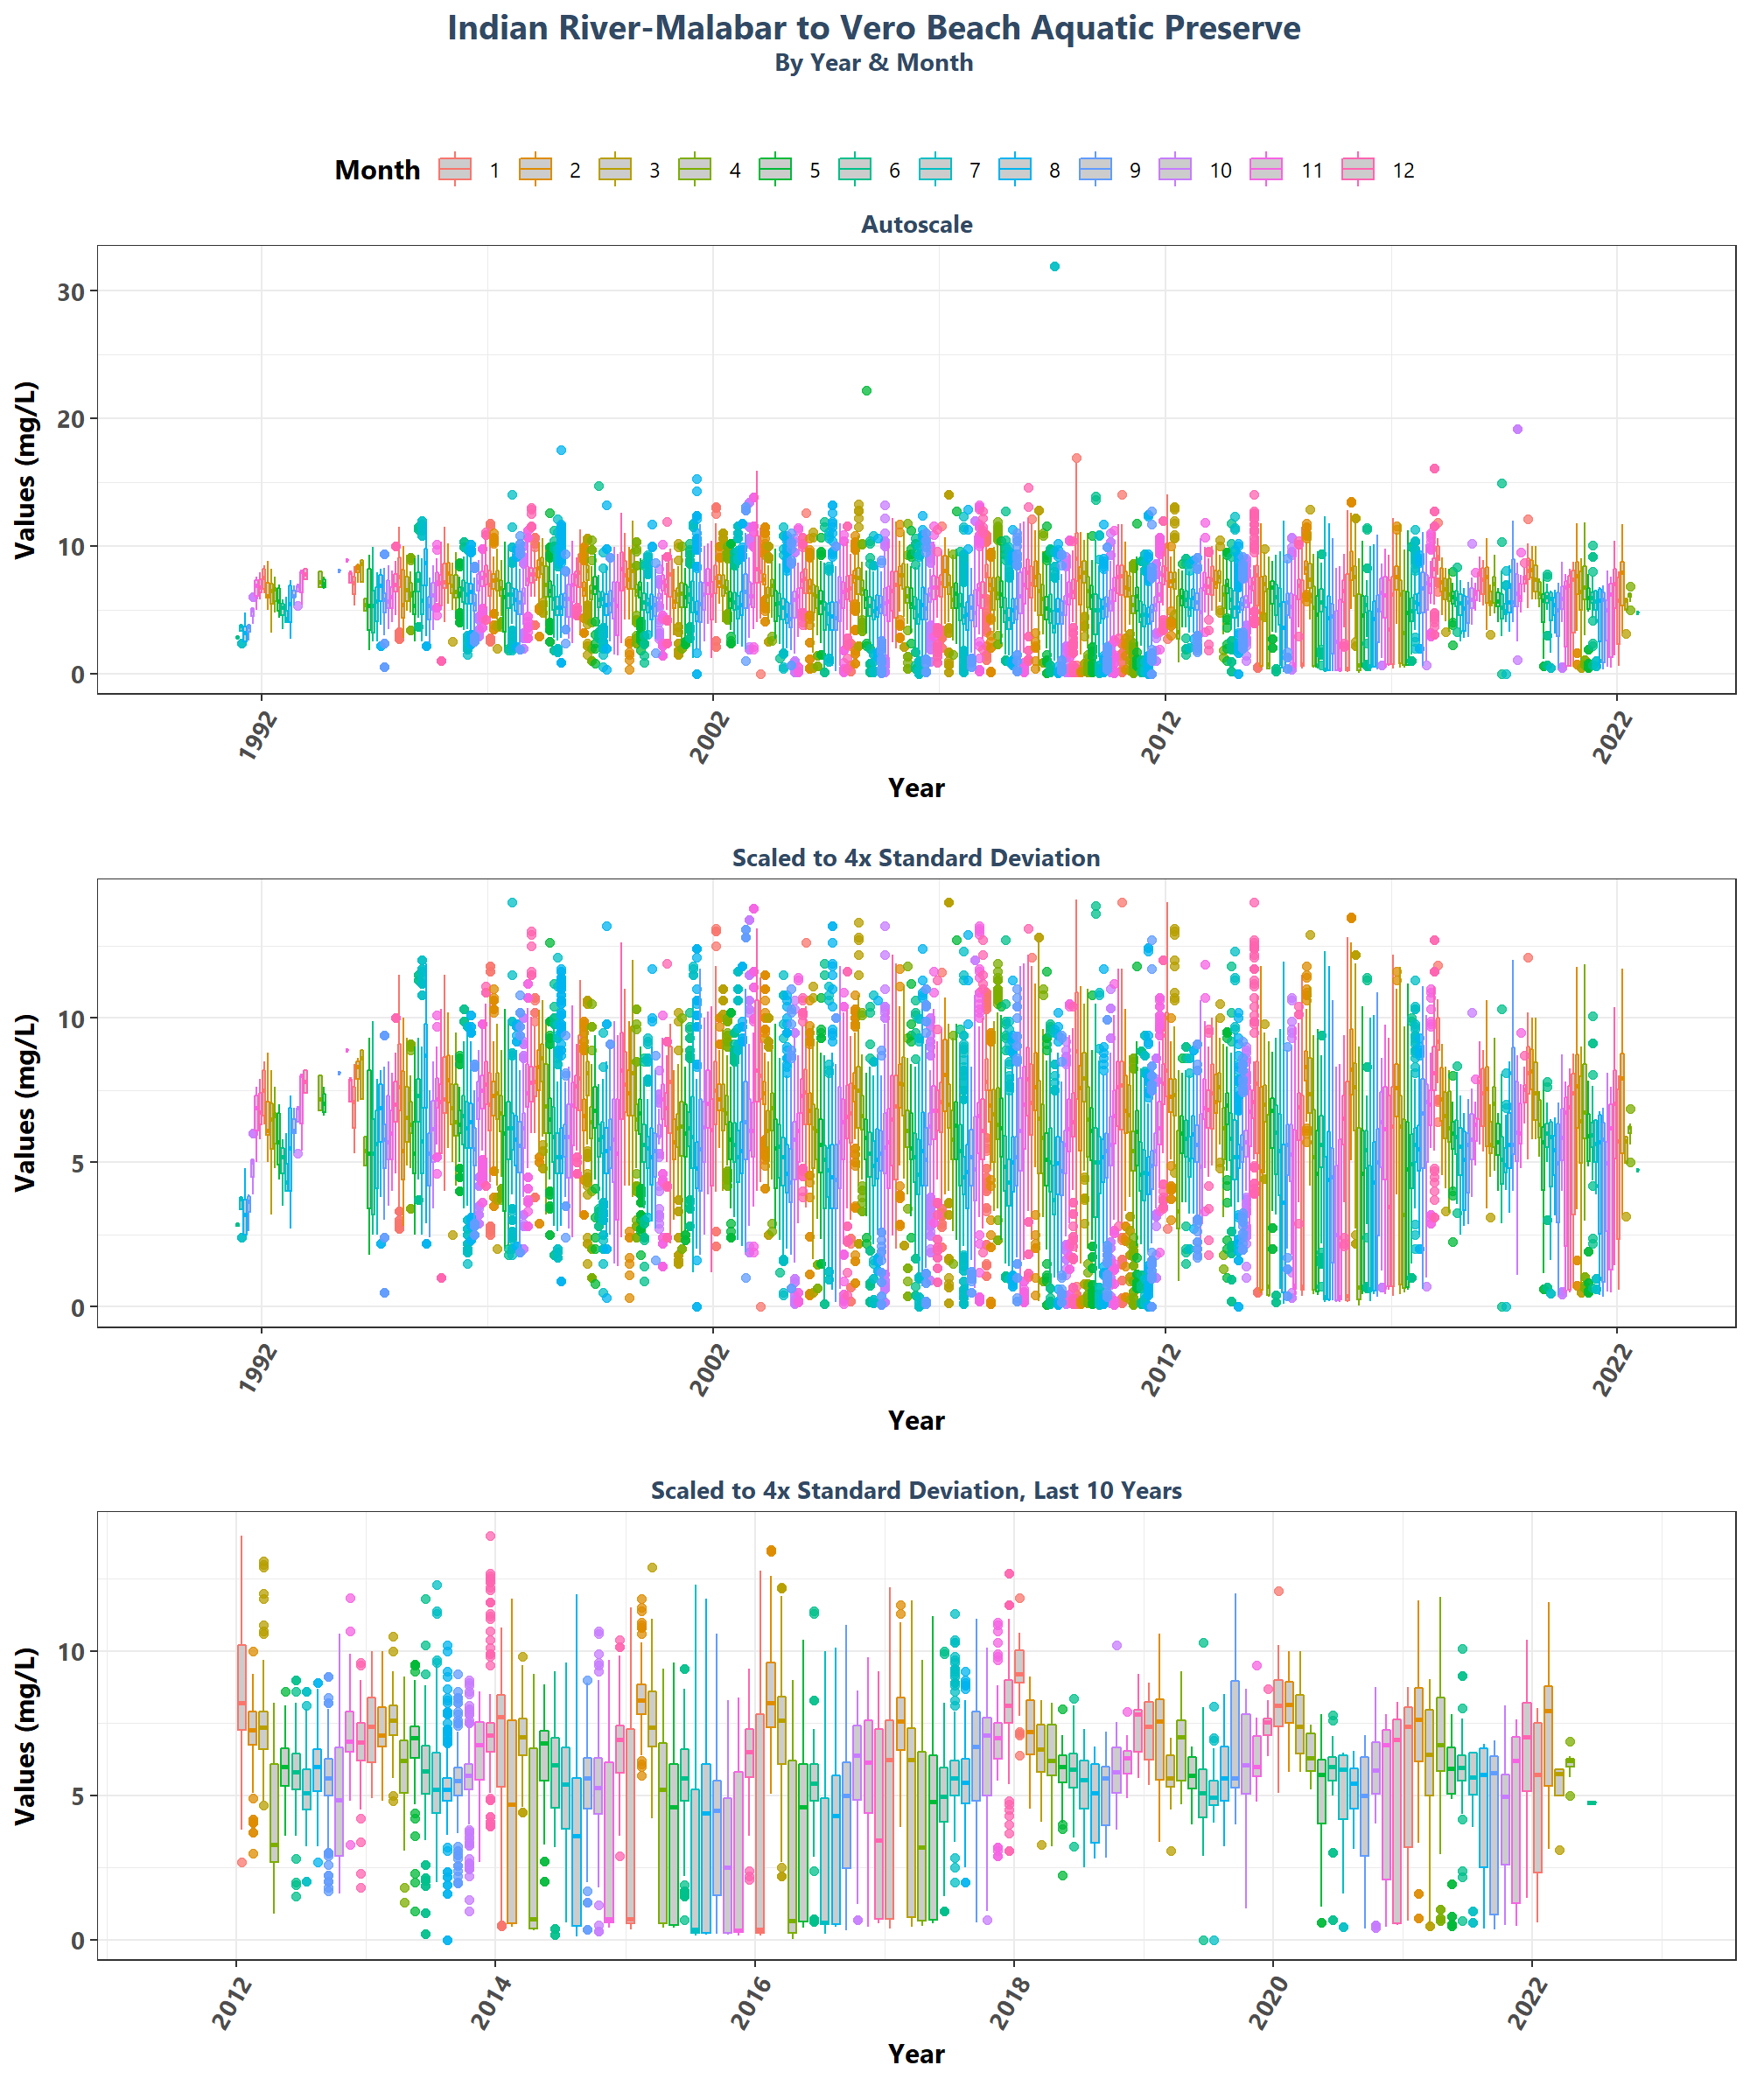 Indian River-Malabar to Vero Beach Aquatic Preserve
By Year & Month
Month 1 2 3 4 5 6 7 8 9 10 11 12
Autoscale
Values (mg/L)
30
20
10
0
1992 2002 2012 2022
Year
Scaled to 4x Standard Deviation
Values (mg/L)
10
5
0
1992 2002 2012 2022
Year
Scaled to 4x Standard Deviation, Last 10 Years
Values (mg/L)
10
5
0
2012 2014 2016 2018 2020 2022
Year